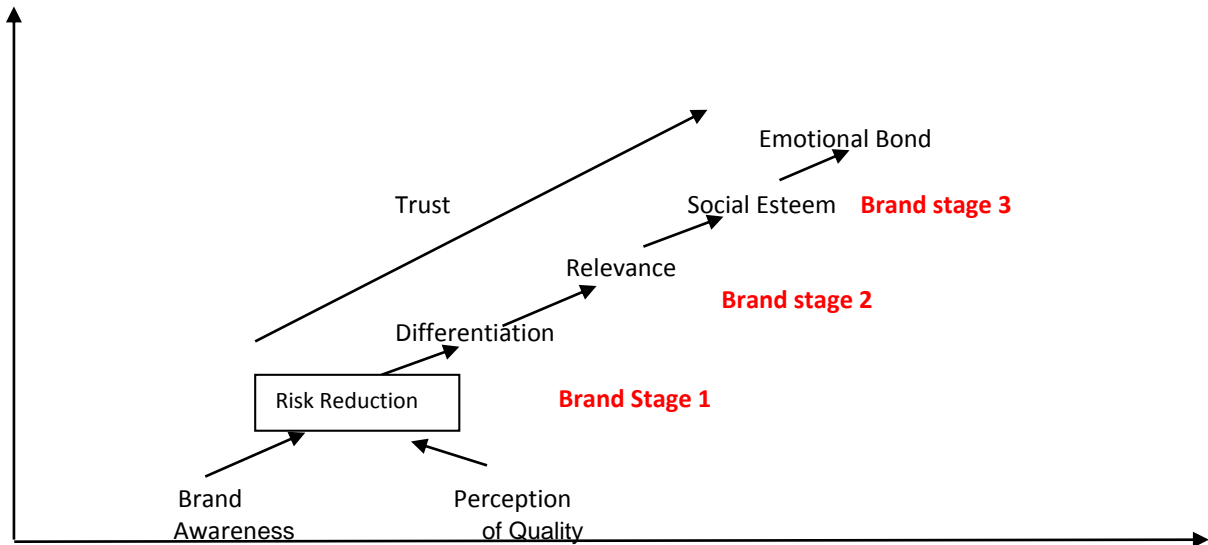 Emotional Bond
Trust
Social Esteem Brand stage 3
Relevance
Brand stage 2
Differentiation
Risk Reduction
Brand Stage 1
Brand
Awareness
Perception
of Quality